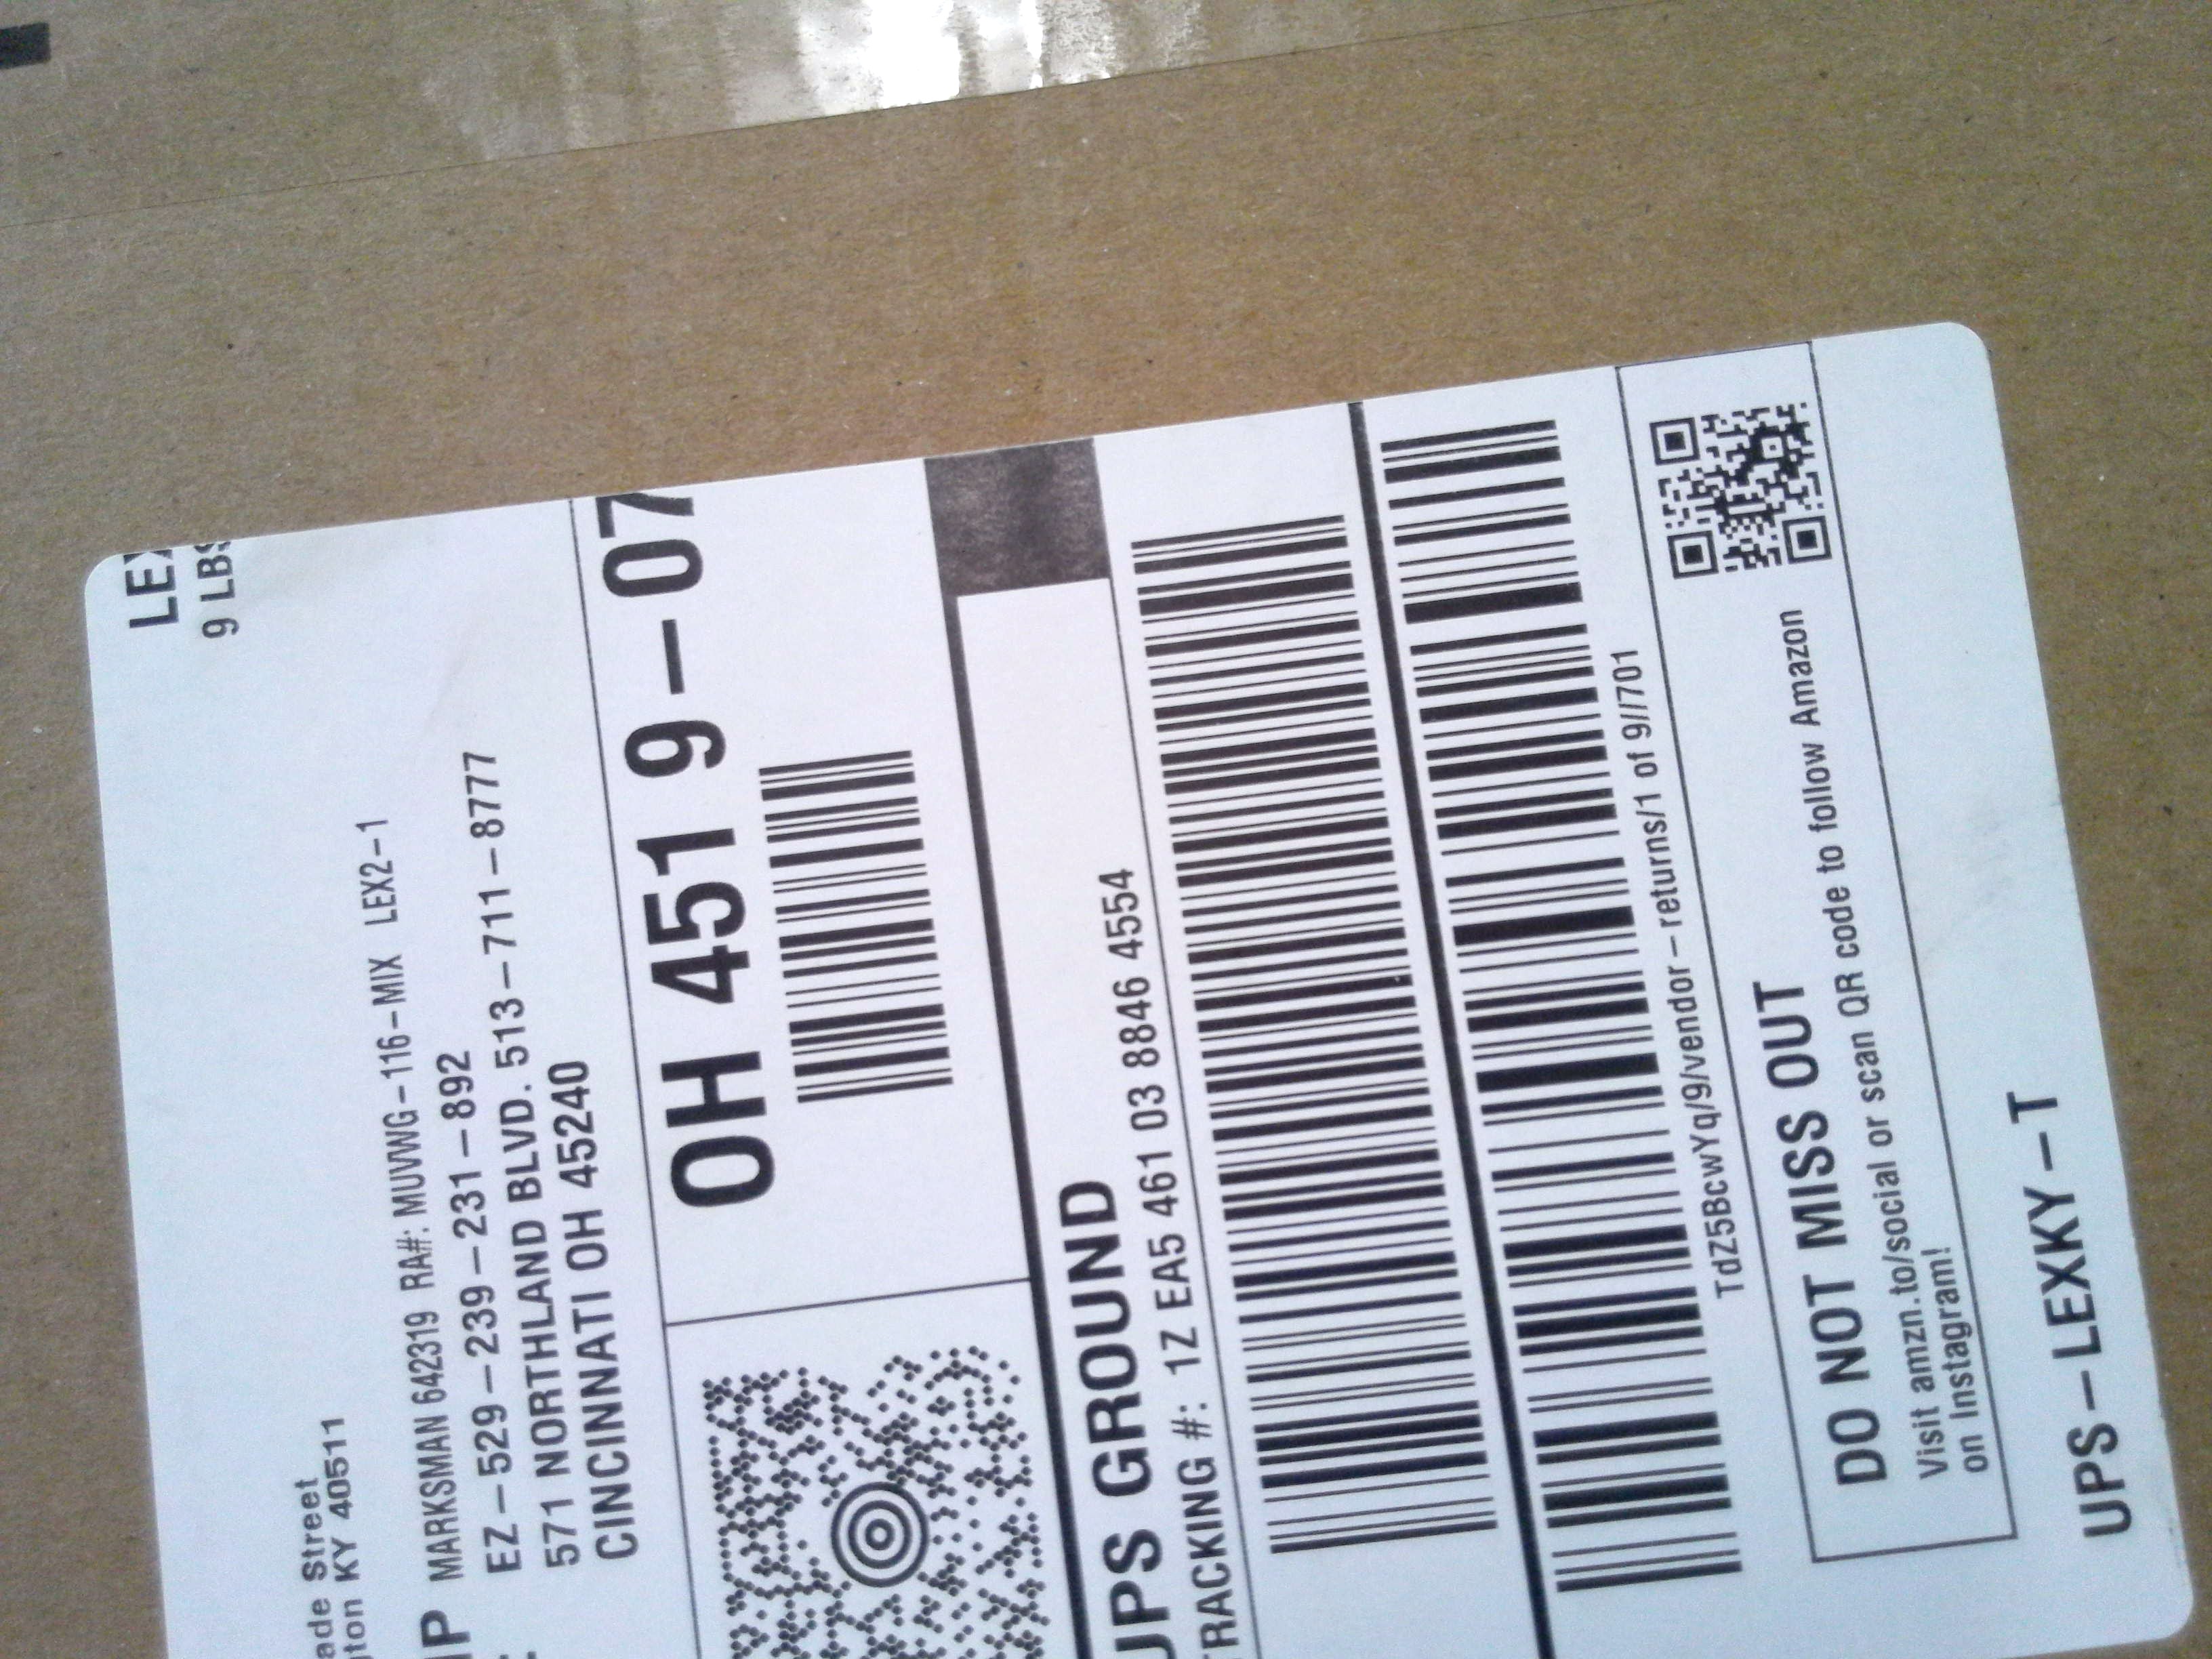 LEX
9 LBS
ade Street
gton KY 40511
MARKSMAN 642319 RA#: MUVWG-116-MIX LEX2-1
EZ-529-239-231-892
571 NORTHLAND BLVD. 513-711-8777
CINCINNATI OH 45240
OH 451 9-07
UPS GROUND
TRACKING #: 1Z EA5 461 03 8846 4554
TdZ5BcwYq/9/vendor-returns/1 of 9//701
DO NOT MISS OUT
Visit amzn.to/social or scan QR code to follow Amazon
on Instagram!
UPS-LEXKY-T